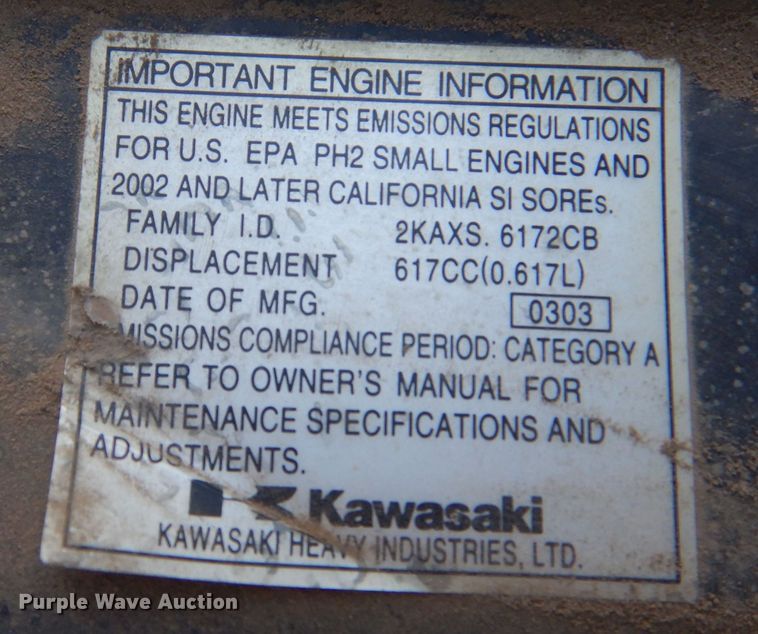 IMPORTANT ENGINE INFORMATION
THIS ENGINE MEETS EMISSIONS REGULATIONS
FOR U.S. EPA PH2 SMALL ENGINES AND
2002 AND LATER CALIFORNIA SI SOREs.
FAMILY I.D. 2KAXS. 6172CB
DISPLACEMENT 617CC(0.617L)
DATE OF MFG. 0303
EMISSIONS COMPLIANCE PERIOD: CATEGORY A
REFER TO OWNER'S MANUAL FOR
MAINTENANCE SPECIFICATIONS AND
ADJUSTMENTS.
Kawasaki
KAWASAKI HEAVY INDUSTRIES, LTD.
Purple Wave Auction